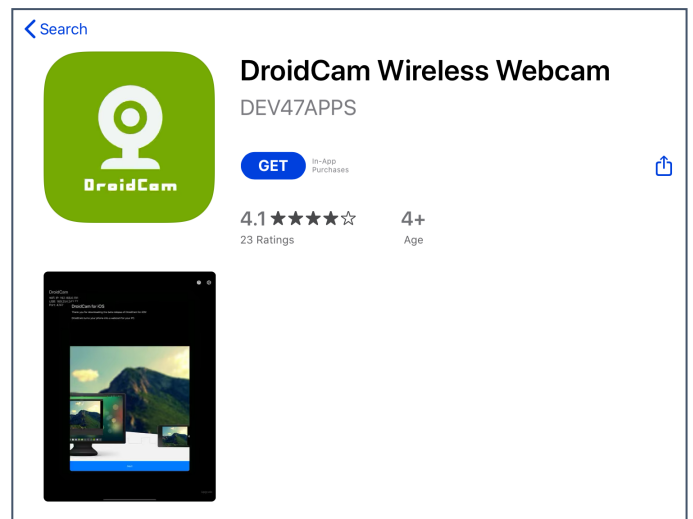 Search
DroidCam
DroidCam Wireless Webcam
DEV47APPS
GET
In-App
Purchases
4.1★★★★☆
23 Ratings
4+
Age
DroidCam
DroidCam for iOS